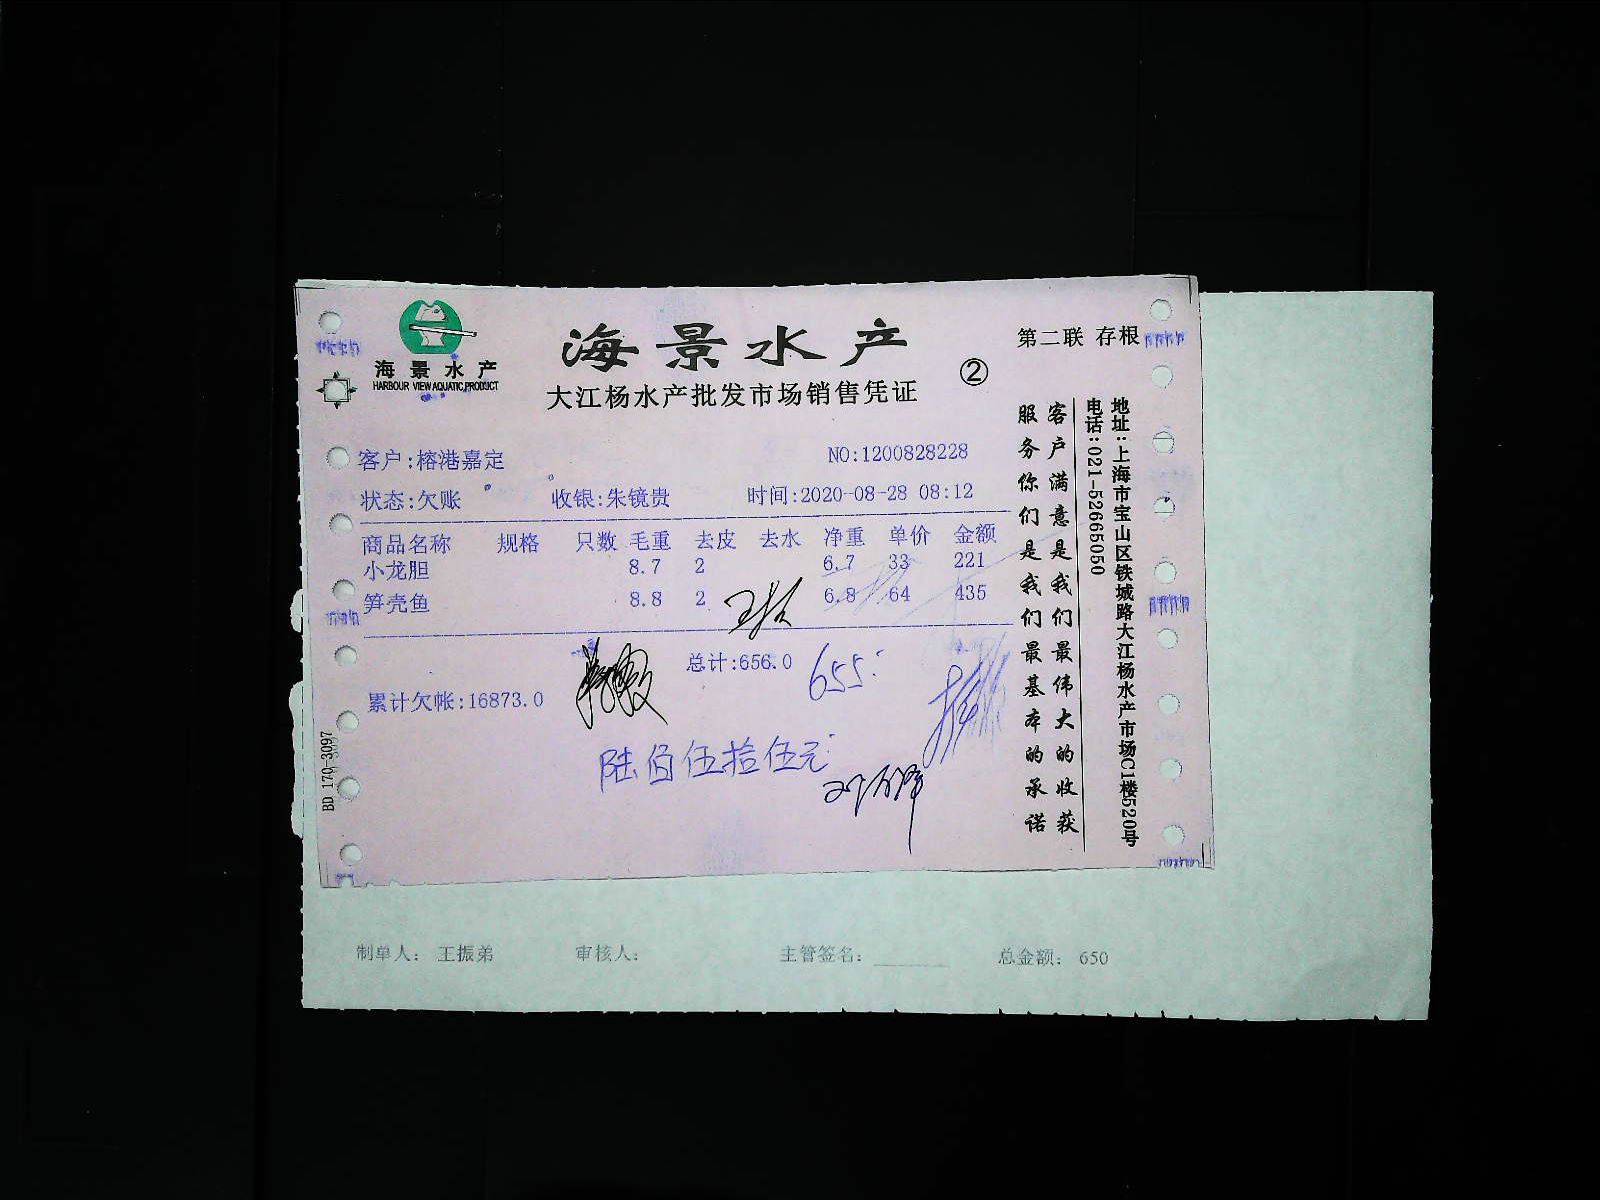 海景水产
HARBOUR VIEW AQUATIC PRODUCT
海景水产
大江杨水产批发市场销售凭证
②
第二联 存根
客户:榕港嘉定
NO:1200828228
状态:欠账 收银:朱镜贵 时间:2020-08-28 08:12
商品名称 规格 只数 毛重 去皮 去水 净重 单价 金额
小龙胆 8.7 2 6.7 33 221
笋壳鱼 8.8 2 6.8 64 435
总计:656.0 655
累计欠帐:16873.0
陆佰伍拾伍元
客户满意是我们最伟大的收获
服务你们是我们最基本的承诺
地址:上海市宝山区铁城路大江杨水产市场C1楼520号
电话:021-52665050
BD 170-3097
制单人: 王振弟 审核人: 主管签名: 总金额: 650